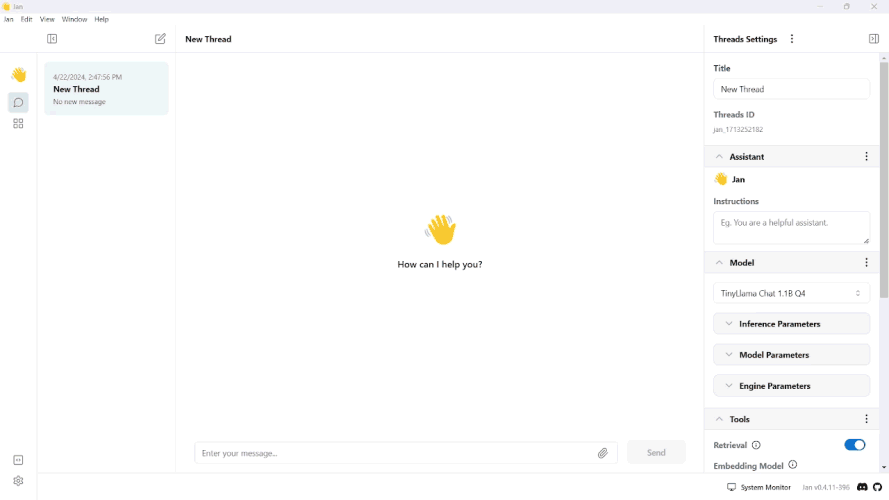 Jan
Jan Edit View Window Help
New Thread
Threads Settings
4/22/2024, 2:47:56 PM
New Thread
No new message
How can I help you?
Enter your message...
Send
Title
New Thread
Threads ID
jan_1713252182
Assistant
Jan
Instructions
Eg. You are a helpful assistant.
Model
TinyLlama Chat 1.1B Q4
Inference Parameters
Model Parameters
Engine Parameters
Tools
Retrieval
Embedding Model
System Monitor
Jan v0.4.11-396